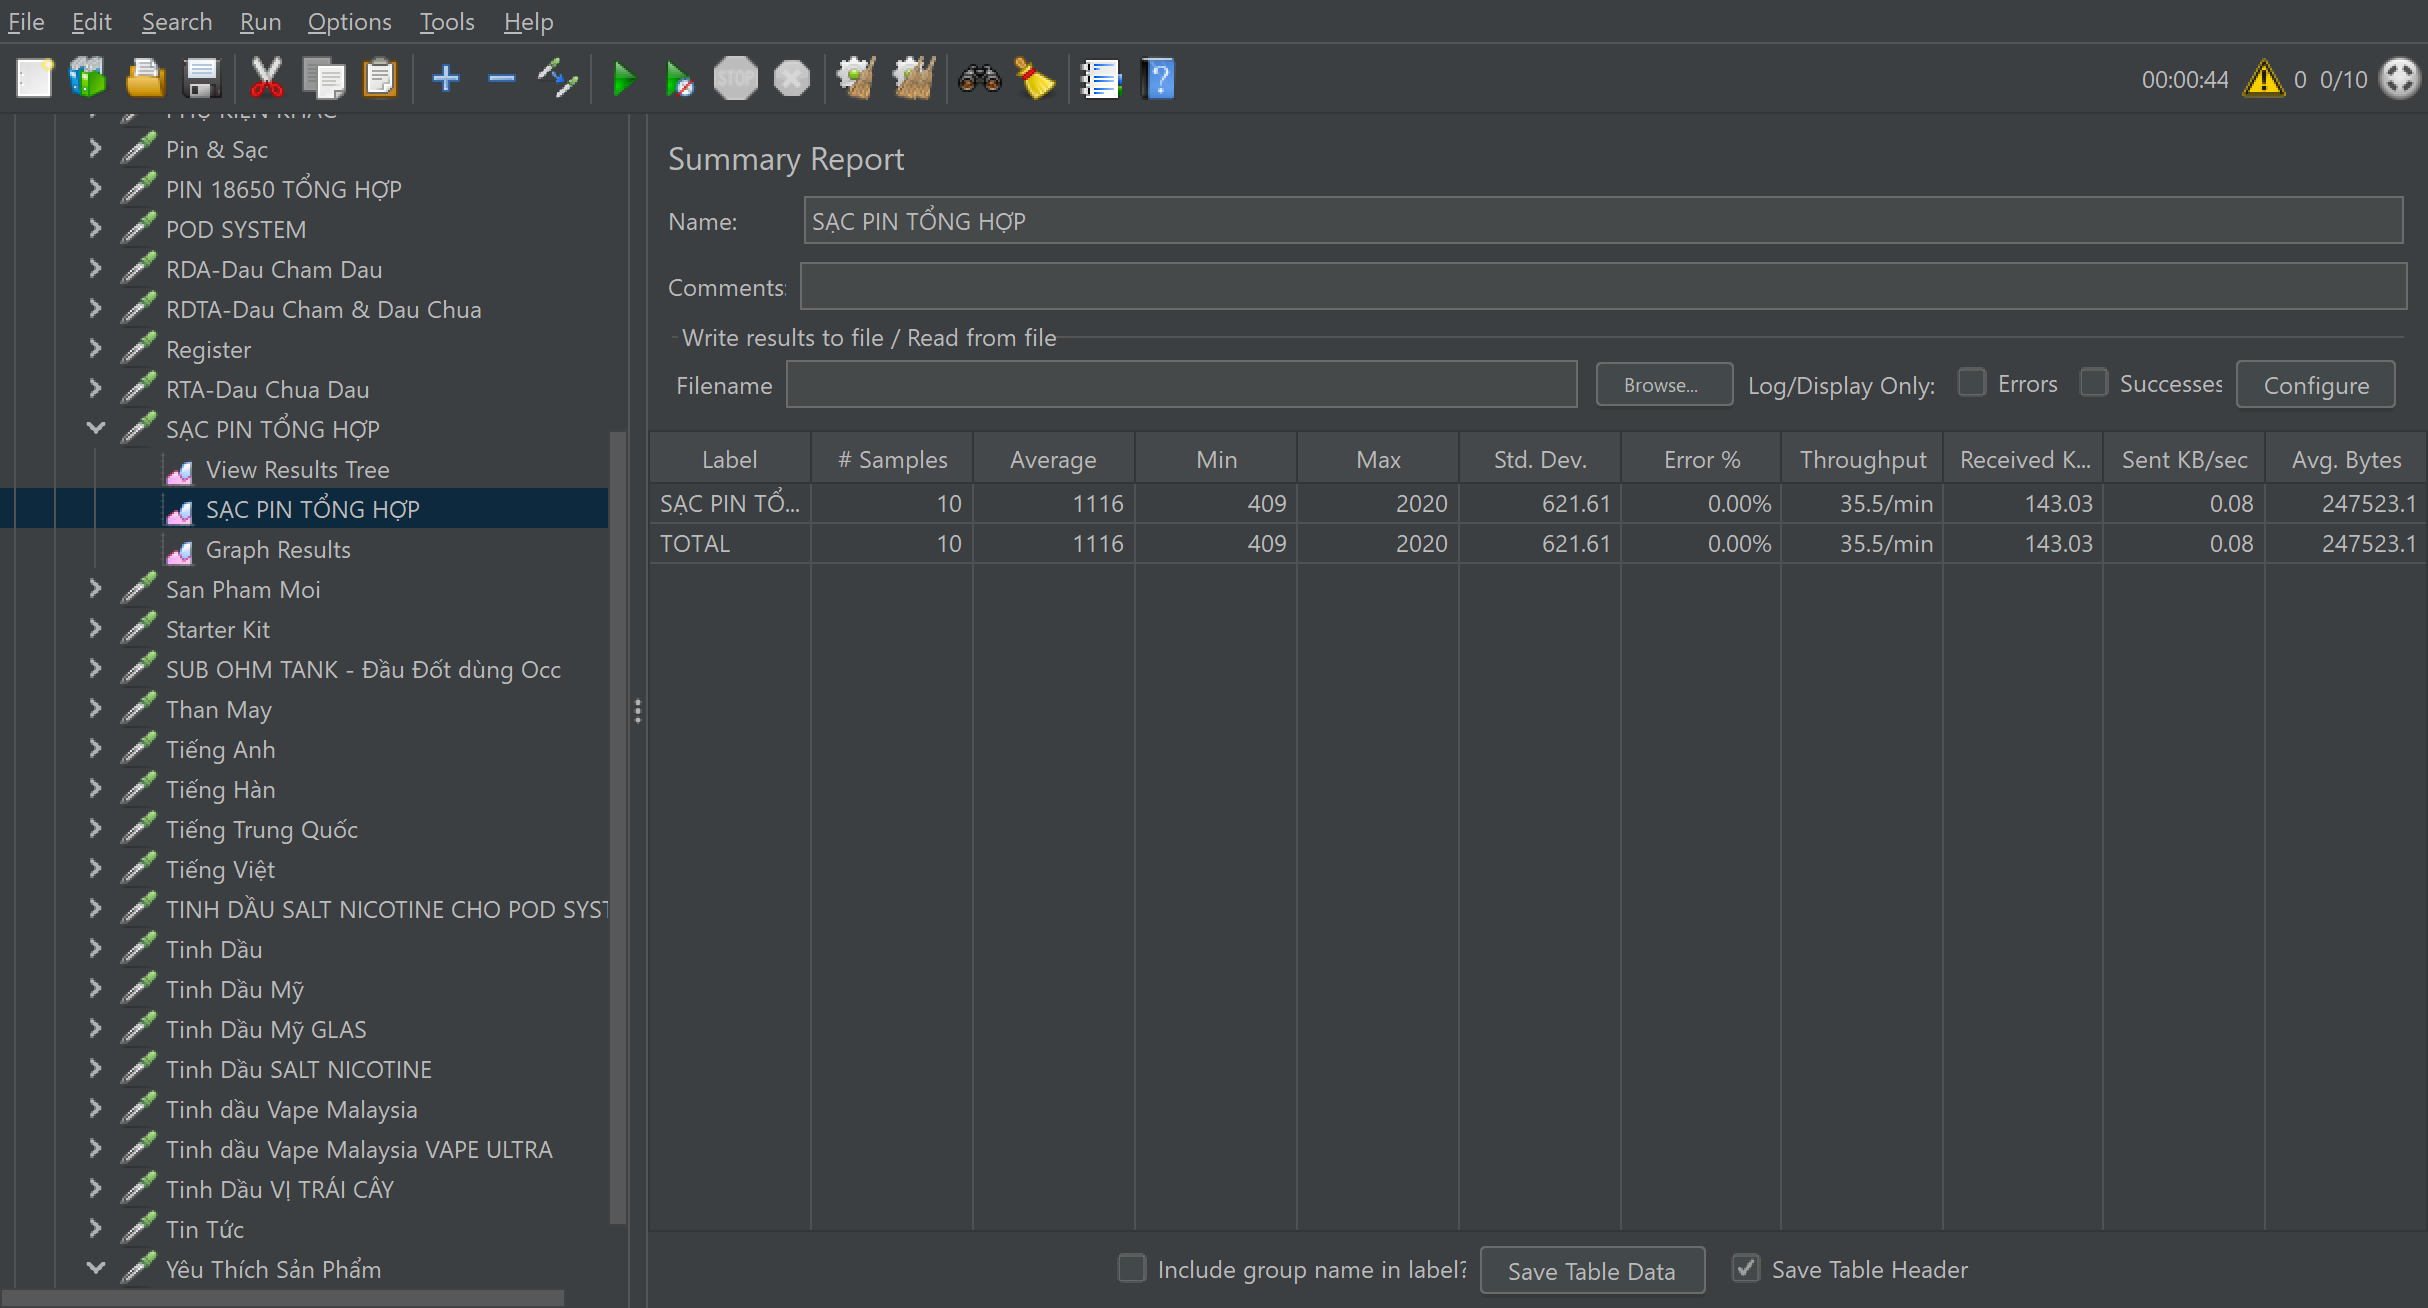 File Edit Search Run Options Tools Help
STOP
00:00:44 0 0/10
Pin & Sạc
PIN 18650 TỔNG HỢP
POD SYSTEM
RDA-Dau Cham Dau
RDTA-Dau Cham & Dau Chua
Register
RTA-Dau Chua Dau
SẠC PIN TỔNG HỢP
View Results Tree
SẠC PIN TỔNG HỢP
Graph Results
San Pham Moi
Starter Kit
SUB OHM TANK - Đầu Đốt dùng Occ
Than May
Tiếng Anh
Tiếng Hàn
Tiếng Trung Quốc
Tiếng Việt
TINH DẦU SALT NICOTINE CHO POD SYST
Tinh Dầu
Tinh Dầu Mỹ
Tinh Dầu Mỹ GLAS
Tinh Dầu SALT NICOTINE
Tinh dầu Vape Malaysia
Tinh dầu Vape Malaysia VAPE ULTRA
Tinh Dầu VỊ TRÁI CÂY
Tin Tức
Yêu Thích Sản Phẩm
Summary Report
Name: SẠC PIN TỔNG HỢP
Comments:
Write results to file / Read from file
Filename Browse... Log/Display Only: Errors Successes Configure
Label # Samples Average Min Max Std. Dev. Error % Throughput Received K... Sent KB/sec Avg. Bytes
SẠC PIN TỔ... 10 1116 409 2020 621.61 0.00% 35.5/min 143.03 0.08 247523.1
TOTAL 10 1116 409 2020 621.61 0.00% 35.5/min 143.03 0.08 247523.1
Include group name in label? Save Table Data Save Table Header